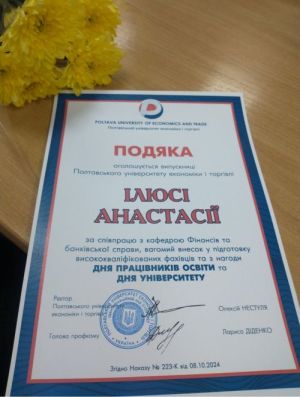 POLTAVA UNIVERSITY OF ECONOMICS AND TRADE
Полтавський університет економіки і торгівлі
ПОДЯКА
оголошується випускниці
Полтавського університету економіки і торгівлі
ІЛЮСІ
АНАСТАСІЇ
за співпрацю з кафедрою Фінансів та
банківської справи, вагомий внесок у підготовку
висококваліфікованих фахівців та з нагоди
ДНЯ ПРАЦІВНИКІВ ОСВІТИ та
ДНЯ УНІВЕРСИТЕТУ
Ректор
Полтавського університету
економіки і торгівлі
Олексій НЕСТУЛЯ
Голова профкому
Лариса ДІДЕНКО
Згідно Наказу № 223-К від 08.10.2024